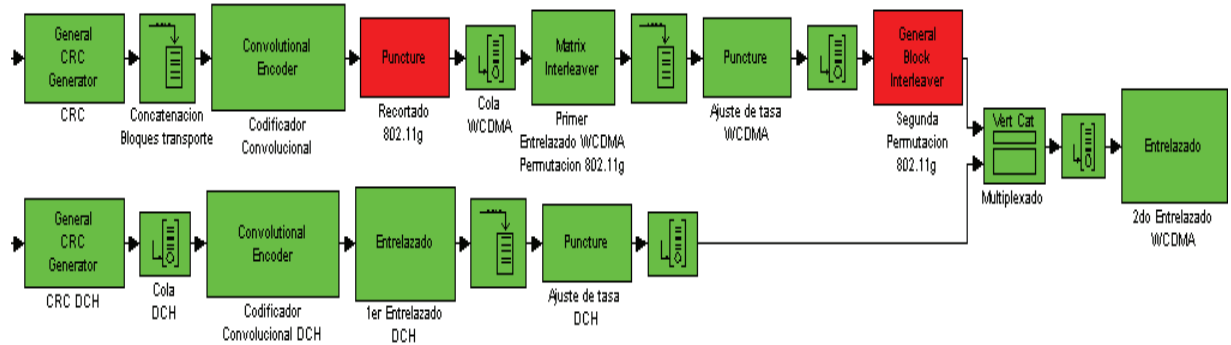 General
CRC
Generator
CRC
Concatenacion
Bloques transporte
Convolutional
Encoder
Codificador
Convolucional
Puncture
Recortado
802.11g
Cola
WCDMA
Matrix
Interleaver
Primer
Entrelazado WCDMA
Permutacion 802.11g
Puncture
Ajuste de tasa
WCDMA
General
Block
Interleaver
Segunda
Permutacion
802.11g
Vert Cat
Multiplexado
Entrelazado
2do Entrelazado
WCDMA
General
CRC
Generator
CRC DCH
Cola
DCH
Convolutional
Encoder
Codificador
Convolucional DCH
Entrelazado
1er Entrelazado
DCH
Puncture
Ajuste de tasa
DCH